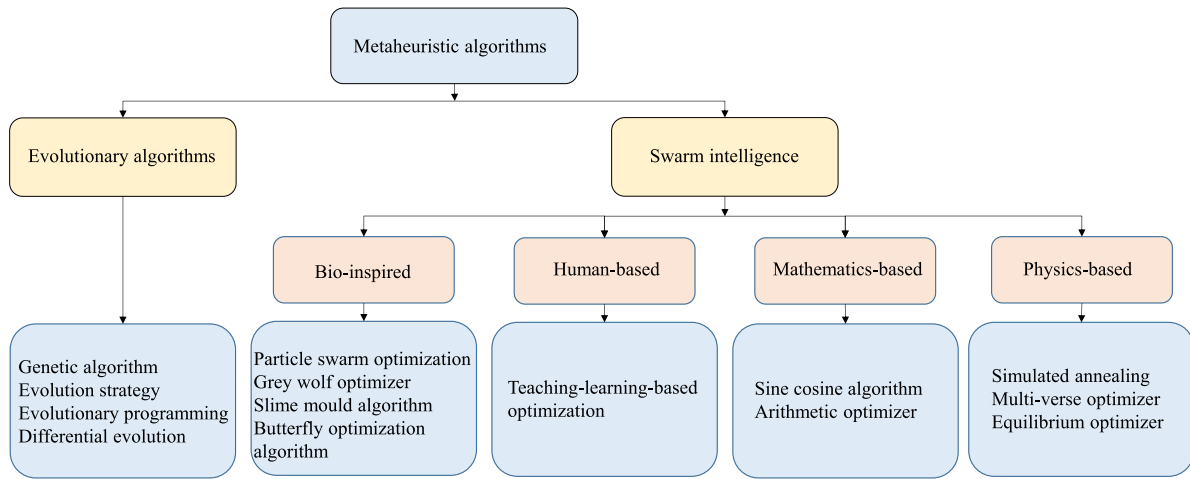 Metaheuristic algorithms
Evolutionary algorithms
Swarm intelligence
Bio-inspired
Human-based
Mathematics-based
Physics-based
Genetic algorithm
Evolution strategy
Evolutionary programming
Differential evolution
Particle swarm optimization
Grey wolf optimizer
Slime mould algorithm
Butterfly optimization
algorithm
Teaching-learning-based
optimization
Sine cosine algorithm
Arithmetic optimizer
Simulated annealing
Multi-verse optimizer
Equilibrium optimizer